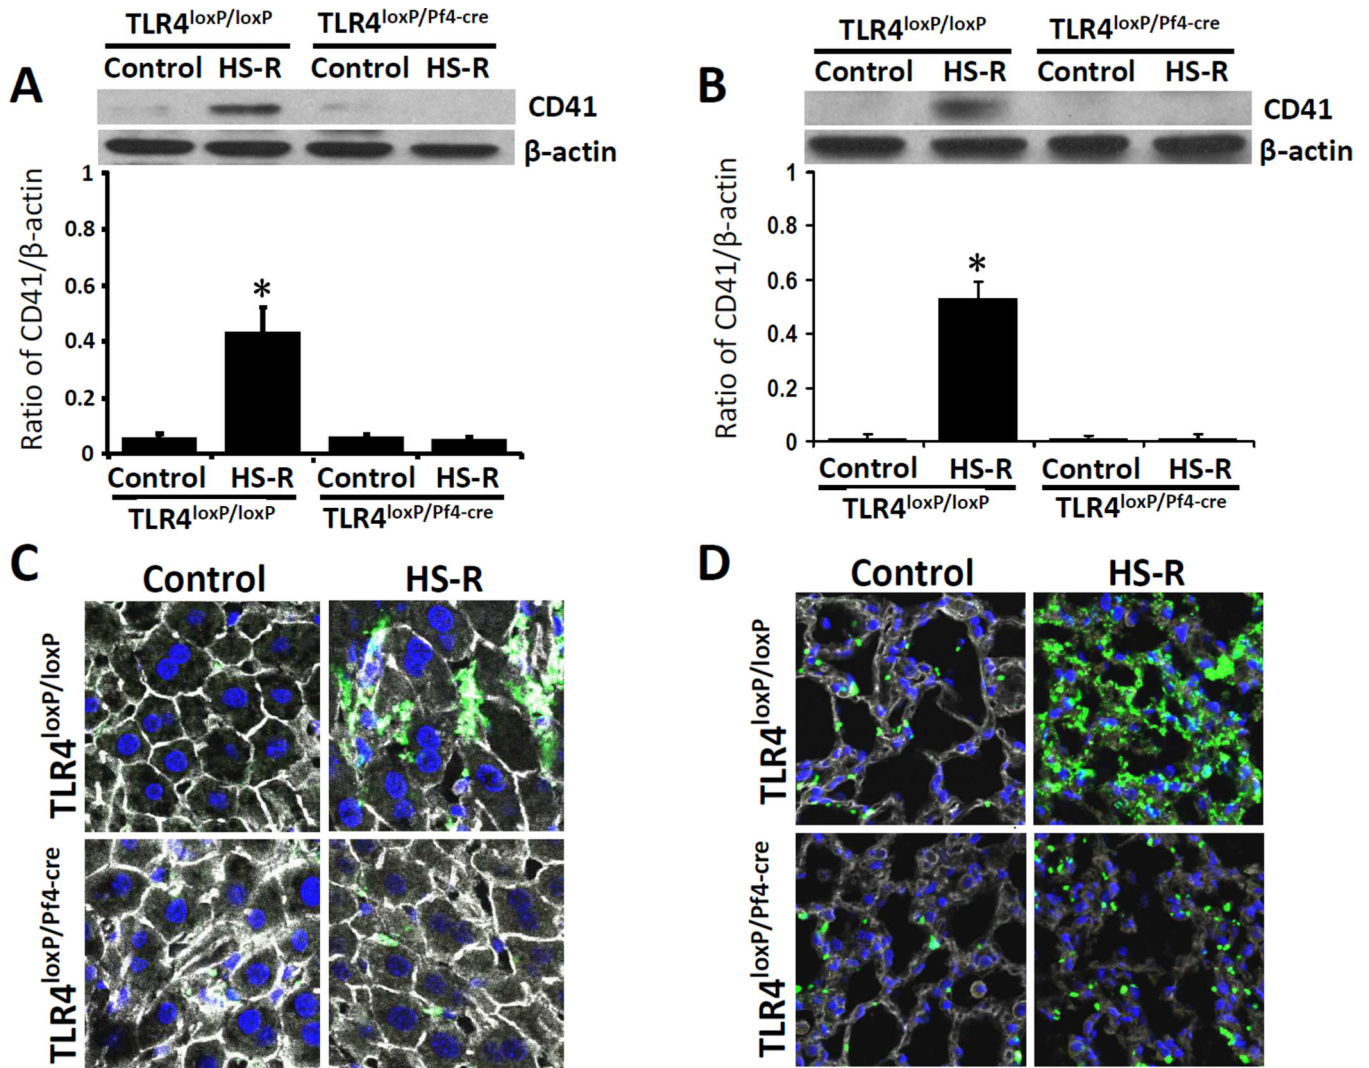 A
TLR4loxP/loxP TLR4loxP/Pf4-cre
Control HS-R Control HS-R
CD41
β-actin
Ratio of CD41/β-actin
1
0.8
0.6
*
0.4
0.2
0
Control HS-R Control HS-R
TLR4loxP/loxP TLR4loxP/Pf4-cre
B
TLR4loxP/loxP TLR4loxP/Pf4-cre
Control HS-R Control HS-R
CD41
β-actin
Ratio of CD41/β-actin
1
0.8
0.6
*
0.4
0.2
0
Control HS-R Control HS-R
TLR4loxP/loxP TLR4loxP/Pf4-cre
C
Control HS-R
TLR4loxP/loxP
TLR4loxP/Pf4-cre
D
Control HS-R
TLR4loxP/loxP
TLR4loxP/Pf4-cre